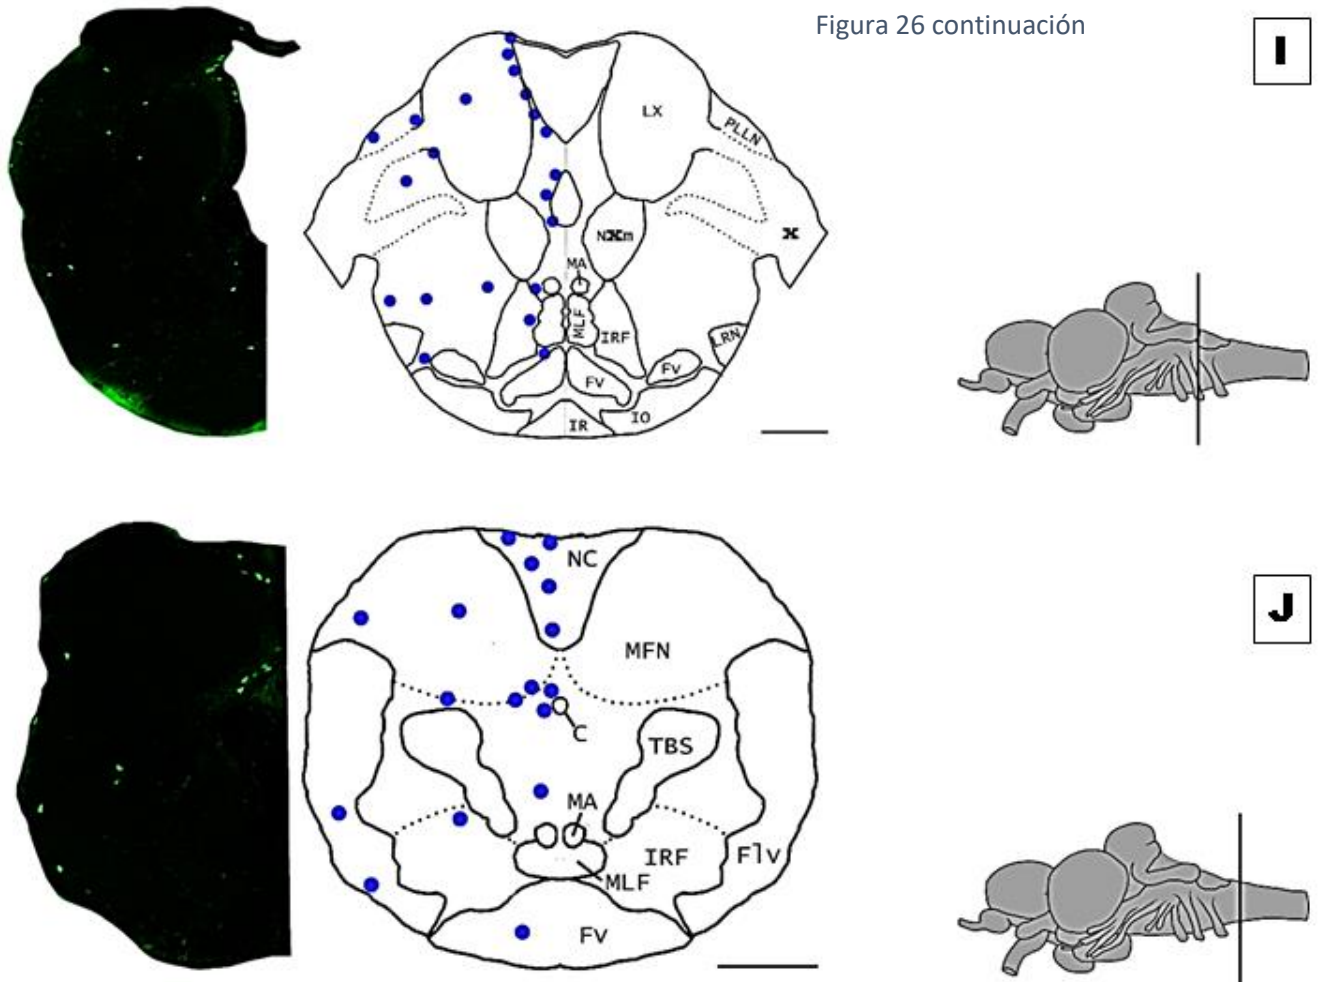 Figura 26 continuación
I
LX
PLLN
NXm
X
MA
MLF
IRF
LRN
Fv
Fv
IO
IR
J
NC
MFN
C
TBS
MA
IRF
Flv
MLF
Fv